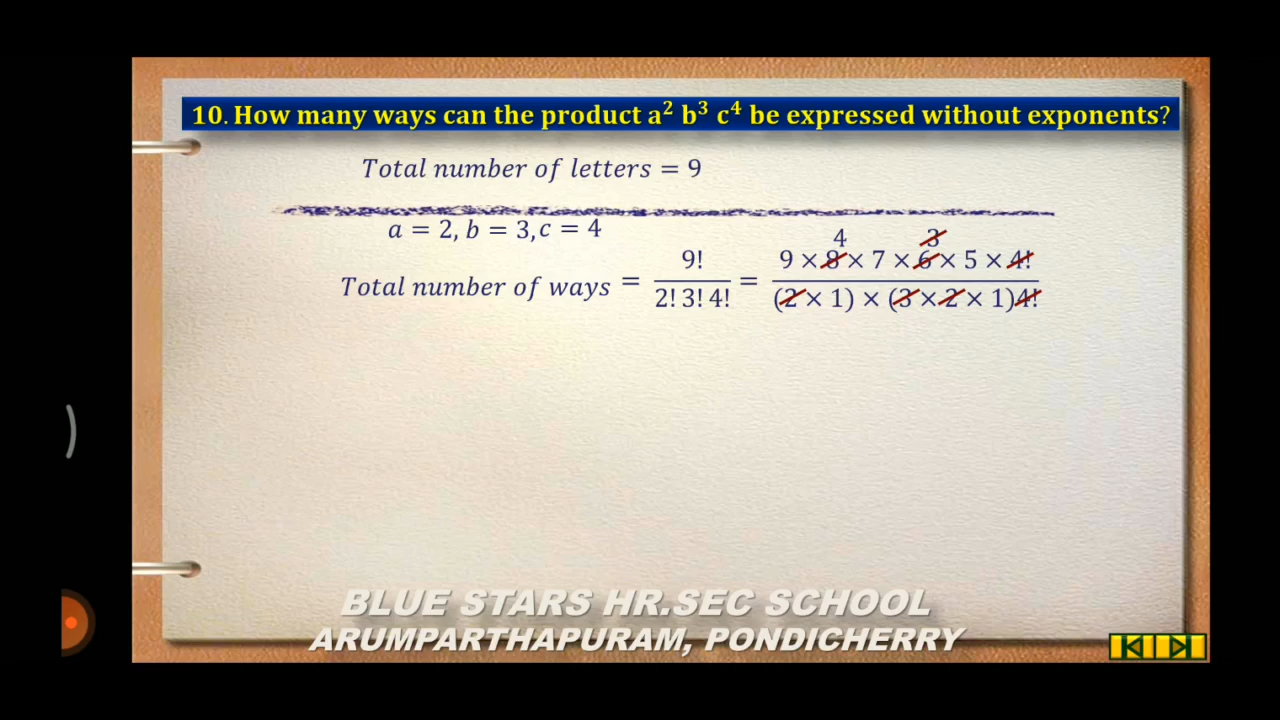 10. How many ways can the product a² b³ c⁴ be expressed without exponents?
Total number of letters = 9
a = 2, b = 3, c = 4
4 3
Total number of ways = 9!/(2! 3! 4!) = (9 × 8 × 7 × 6 × 5 × 4!)/((2 × 1) × (3 × 2 × 1)4!)
BLUE STARS HR.SEC SCHOOL
ARUMPARTHAPURAM, PONDICHERRY